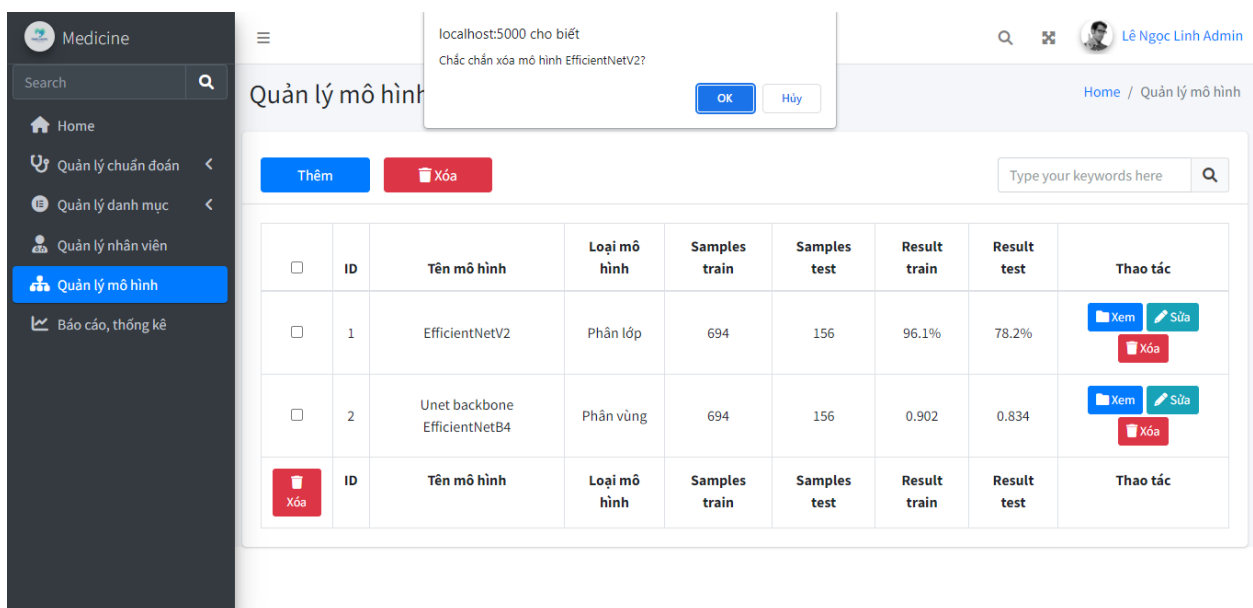 Medicine
Search
Home
Quản lý chuẩn đoán
Quản lý danh mục
Quản lý nhân viên
Quản lý mô hình
Báo cáo, thống kê
localhost:5000 cho biết
Chắc chắn xóa mô hình EfficientNetV2?
OK Hủy
Lê Ngọc Linh Admin
Quản lý mô hình
Home / Quản lý mô hình
Thêm Xóa Type your keywords here
ID Tên mô hình Loại mô hình Samples train Samples test Result train Result test Thao tác
1 EfficientNetV2 Phân lớp 694 156 96.1% 78.2% Xem Sửa Xóa
2 Unet backbone EfficientNetB4 Phân vùng 694 156 0.902 0.834 Xem Sửa Xóa
Xóa ID Tên mô hình Loại mô hình Samples train Samples test Result train Result test Thao tác